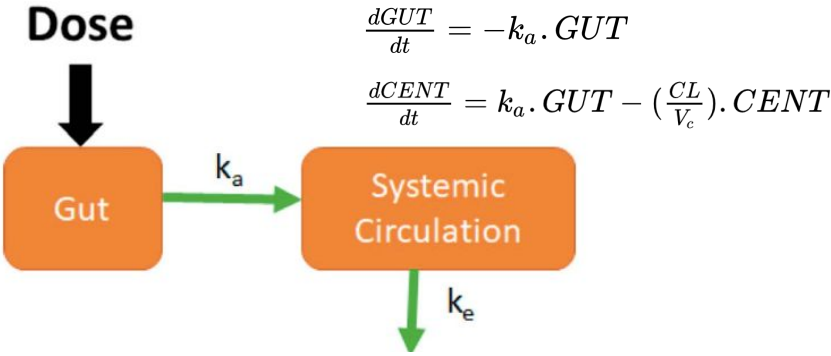 Dose
dGUT/dt = -k_a. GUT
dCENT/dt = k_a. GUT - (CL/V_c). CENT
k_a
Gut
Systemic
Circulation
k_e